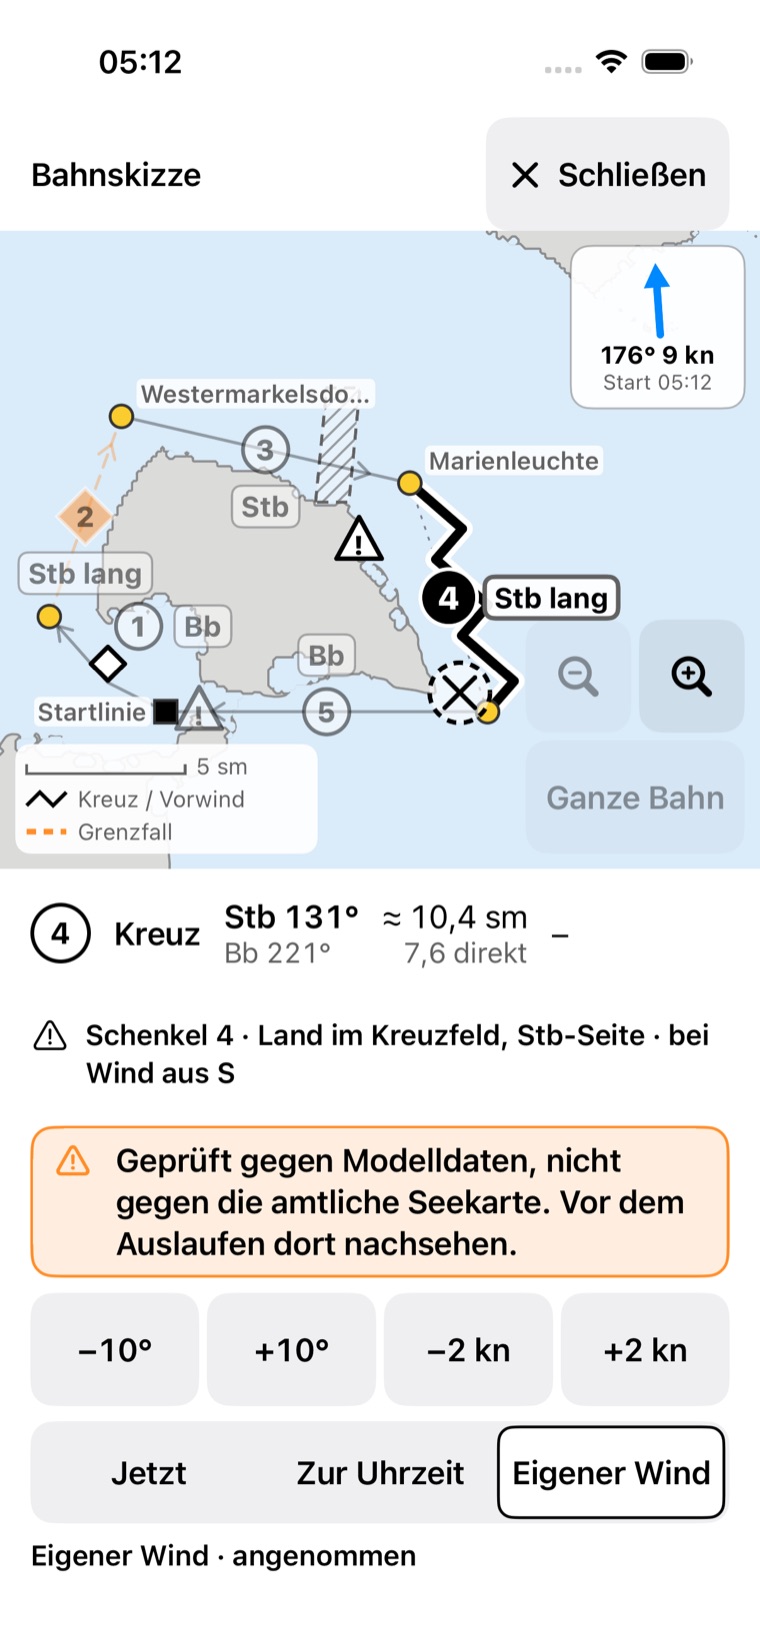 05:12
Bahnskizze
Schließen
176° 9 kn
Start 05:12
Westermarkelsdo...
3
Marienleuchte
Stb
2
Stb lang
4
Stb lang
1
Bb
Bb
Startlinie
5
5 sm
Kreuz / Vorwind
Grenzfall
Ganze Bahn
4 Kreuz Stb 131° ≈ 10,4 sm –
Bb 221° 7,6 direkt
Schenkel 4 · Land im Kreuzfeld, Stb-Seite · bei
Wind aus S
Geprüft gegen Modelldaten, nicht
gegen die amtliche Seekarte. Vor dem
Auslaufen dort nachsehen.
–10° +10° –2 kn +2 kn
Jetzt Zur Uhrzeit Eigener Wind
Eigener Wind · angenommen